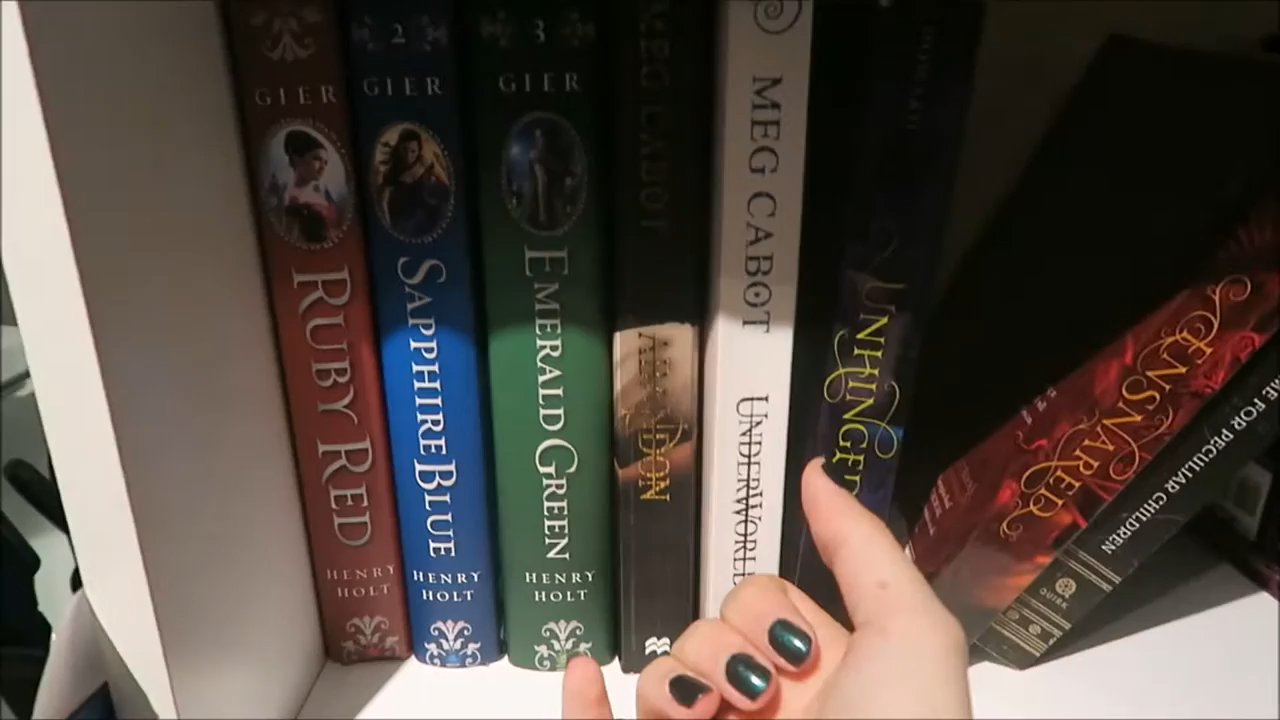 GIER
RUBY RED
HENRY
HOLT
2
GIER
SAPPHIRE BLUE
HENRY
HOLT
3
GIER
EMERALD GREEN
HENRY
HOLT
MEG CABOT
ABANDON
MEG CABOT
UNDERWORLD
UNHINGED
ENSNARED
FOR PECULIAR CHILDREN
QUIRK